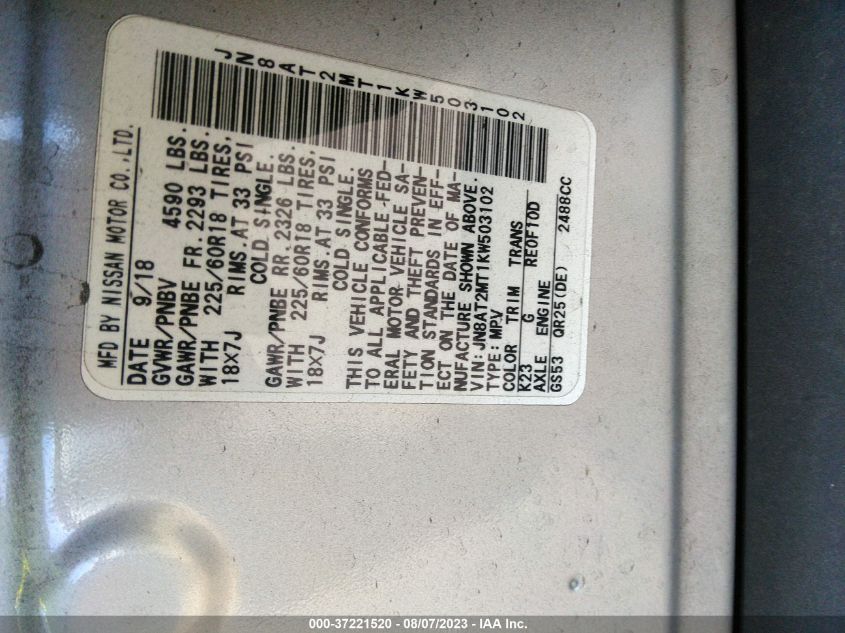 JN8AT2MT1KW503102
MFD BY NISSAN MOTOR CO.,LTD.
DATE 9/18
GVWR/PNBV 4590 LBS.
GAWR/PNBE FR. 2293 LBS.
WITH 225/60R18 TIRES,
18X7J RIMS.AT 33 PSI
COLD SINGLE.
GAWR/PNBE RR. 2326 LBS.
WITH 225/60R18 TIRES,
18X7J RIMS.AT 33 PSI
COLD SINGLE.
THIS VEHICLE CONFORMS
TO ALL APPLICABLE FED-
ERAL MOTOR VEHICLE SA-
FETY AND THEFT PREVEN-
TION STANDARDS IN EFF-
ECT ON THE DATE OF MA-
NUFACTURE SHOWN ABOVE.
VIN: JN8AT2MT1KW503102
TYPE: MPV
COLOR TRIM TRANS
K23 G RE0F10D
AXLE ENGINE
GS53 QR25(DE) 2488CC
000-37221520 - 08/07/2023 - IAA Inc.